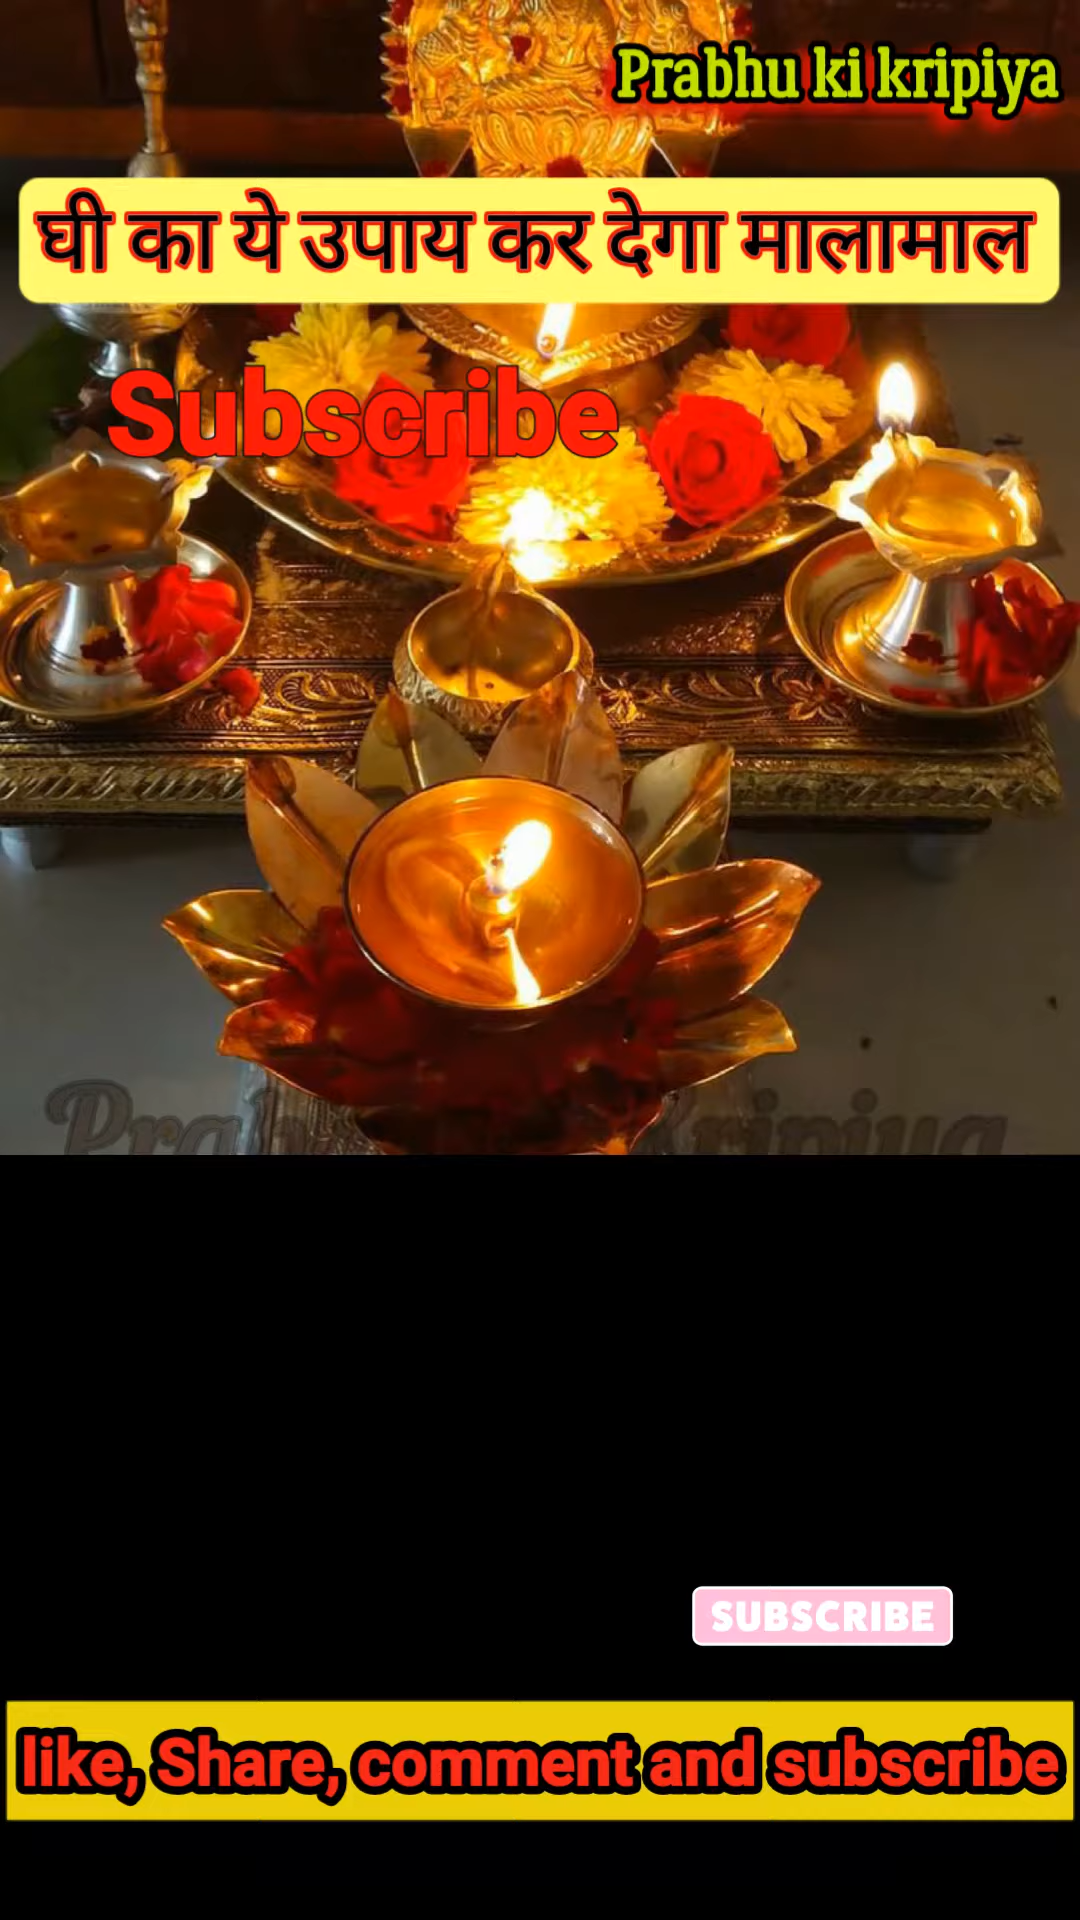 Prabhu ki kripiya
घी का ये उपाय कर देगा मालामाल
Subscribe
SUBSCRIBE
like, Share, comment and subscribe